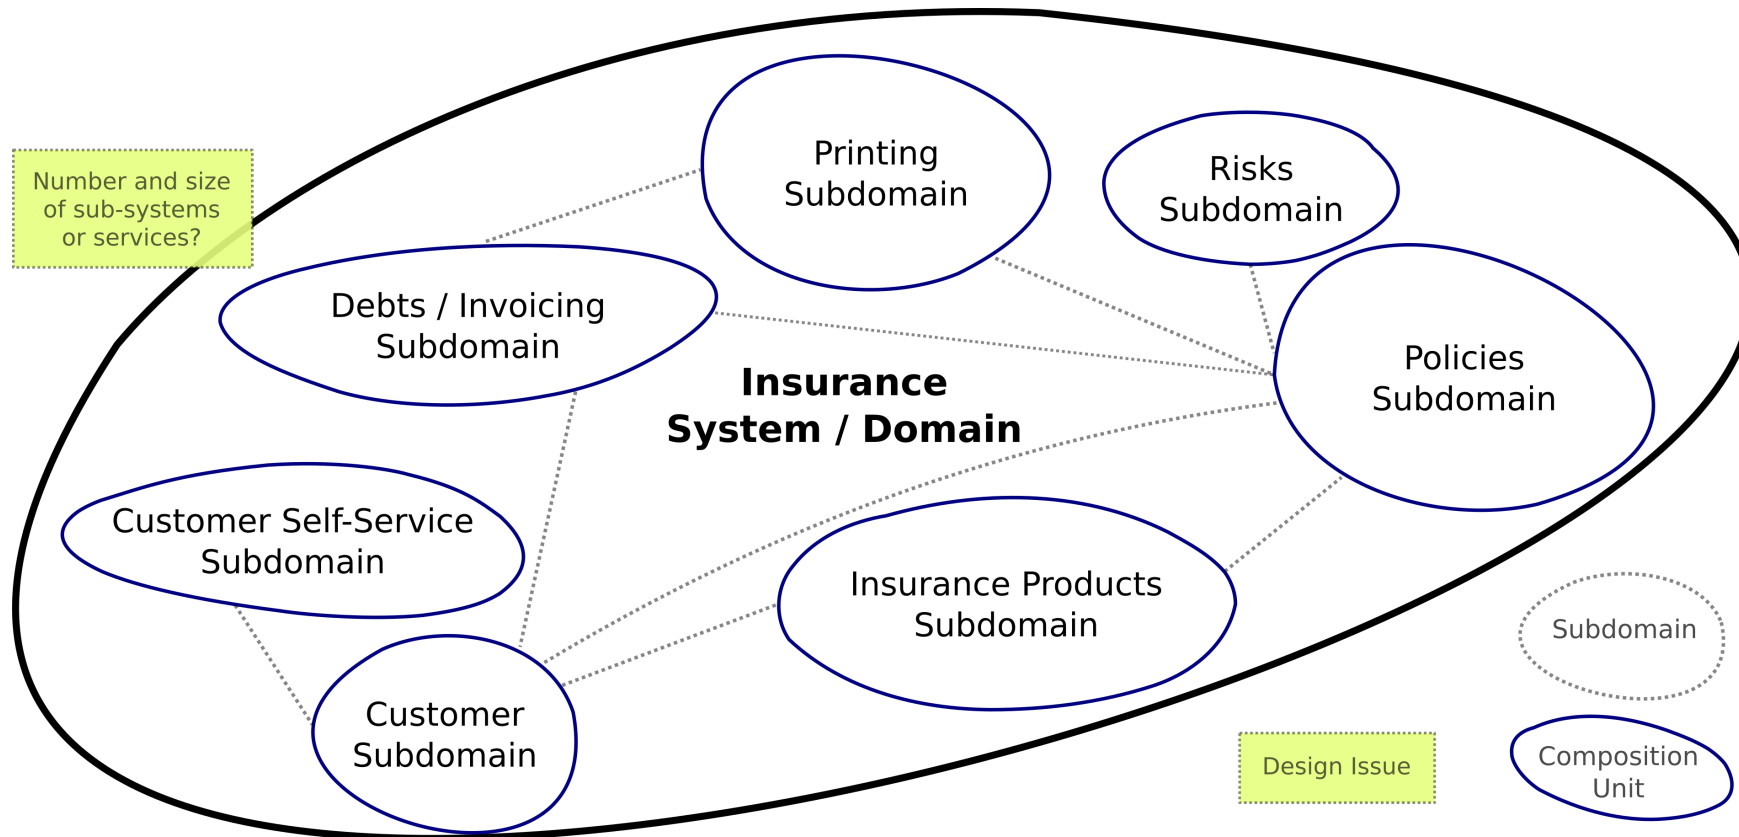 Number and size
of sub-systems
or services?
Printing
Subdomain
Risks
Subdomain
Debts / Invoicing
Subdomain
Policies
Subdomain
Insurance
System / Domain
Customer Self-Service
Subdomain
Insurance Products
Subdomain
Customer
Subdomain
Subdomain
Design Issue
Composition
Unit